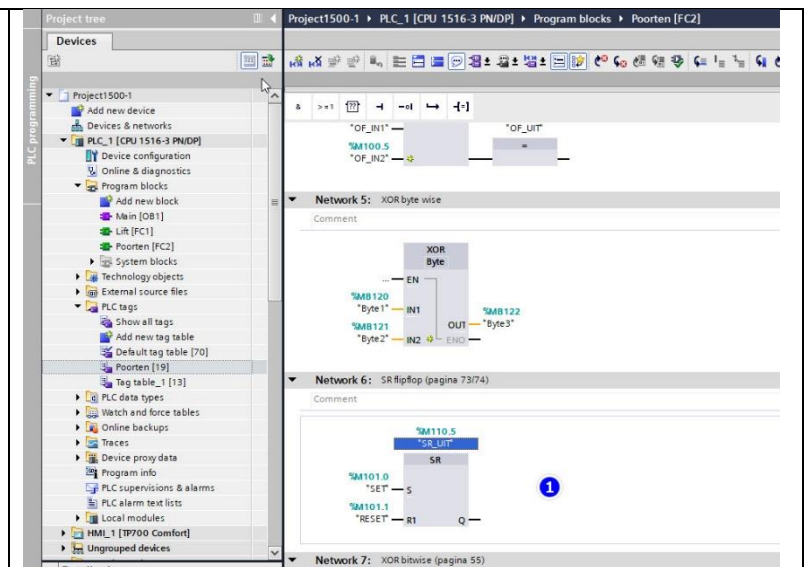 Project tree
Project1500-1 ▸ PLC_1 [CPU 1516-3 PN/DP] ▸ Program blocks ▸ Poorten [FC2]
Devices
PLC programming
Project1500-1
Add new device
Devices & networks
PLC_1 [CPU 1516-3 PN/DP]
Device configuration
Online & diagnostics
Program blocks
Add new block
Main [OB1]
Lift [FC1]
Poorten [FC2]
System blocks
Technology objects
External source files
PLC tags
Show all tags
Add new tag table
Default tag table [70]
Poorten [19]
Tag table_1 [13]
PLC data types
Watch and force tables
Online backups
Traces
Device proxy data
Program info
PLC supervisions & alarms
PLC alarm text lists
Local modules
HMI_1 [TP700 Comfort]
Ungrouped devices
& >=1 [??] ⊣ -o| ↦ -[=]
"OF_IN1" "OF_UIT"
%M100.5 =
"OF_IN2"
Network 5: XOR byte wise
Comment
XOR
Byte
... EN
%MB120
"Byte1" IN1 %MB122
%MB121 OUT "Byte3"
"Byte2" IN2 ENO
Network 6: SR flipflop (pagina 73/74)
Comment
%M110.5
"SR_UIT"
SR
%M101.0
"SET" S 1
%M101.1
"RESET" R1 Q
Network 7: XOR bitwise (pagina 55)